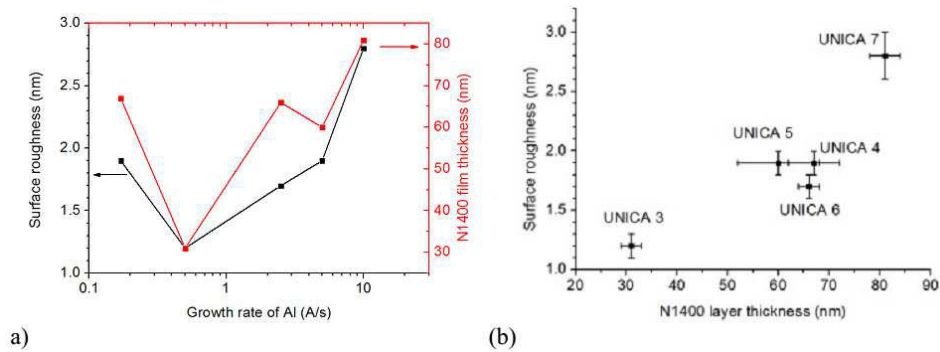 3.0
2.5
2.0
1.5
1.0
Surface roughness (nm)
0.1
1
10
Growth rate of Al (A/s)
80
70
60
50
40
30
N1400 film thickness (nm)
a)
3.0
2.5
2.0
1.5
1.0
Surface roughness (nm)
UNICA 7
UNICA 5
UNICA 4
UNICA 6
UNICA 3
20
30
40
50
60
70
80
90
N1400 layer thickness (nm)
(b)